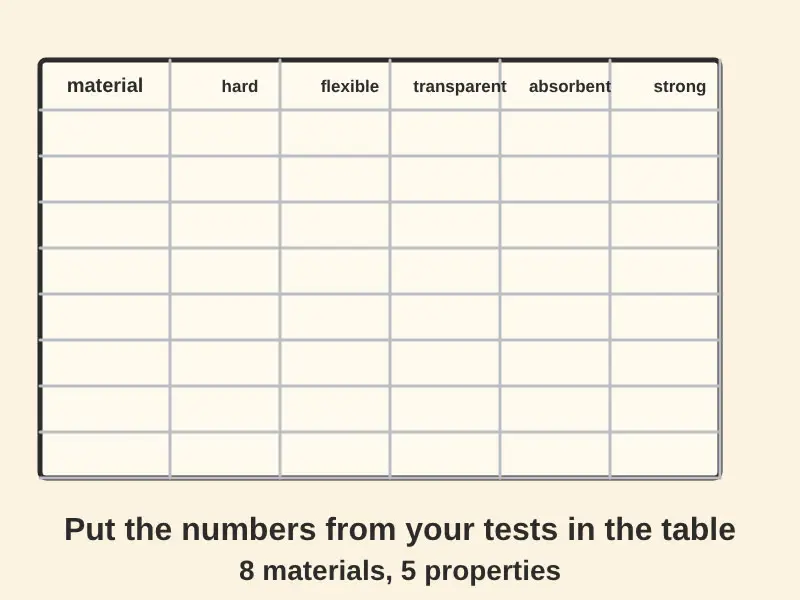 material hard flexible transparent absorbent strong
Put the numbers from your tests in the table
8 materials, 5 properties